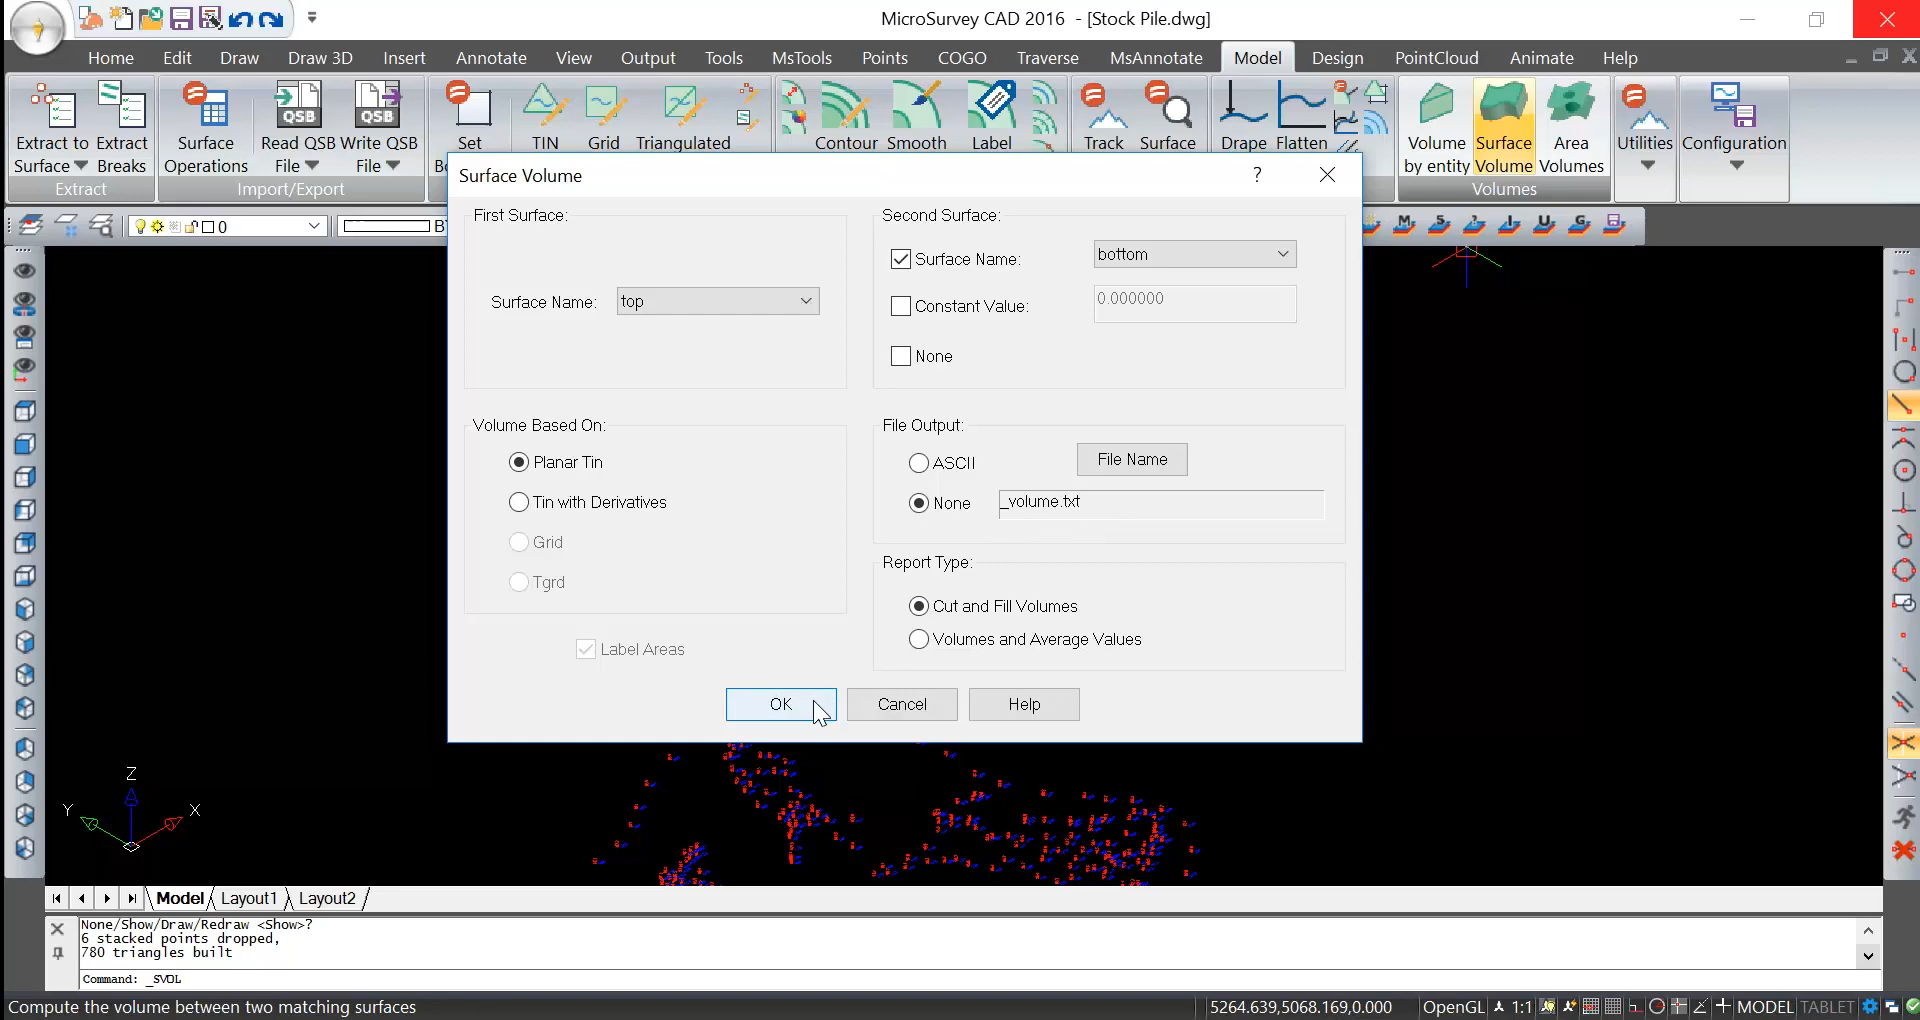 MicroSurvey CAD 2016 - [Stock Pile.dwg]
Home Edit Draw Draw 3D Insert Annotate View Output Tools MsTools Points COGO Traverse MsAnnotate Model Design PointCloud Animate Help
QSB QSB
Extract to Extract Surface Read QSB Write QSB Set TIN Grid Triangulated Contour Smooth Label Track Surface Drape Flatten Volume Surface Area Utilities Configuration
Surface Breaks Operations File File by entity Volume Volumes
Extract Import/Export Volumes
0
Surface Volume ?
First Surface:
Surface Name: top
Second Surface:
Surface Name: bottom
Constant Value: 0.000000
None
Volume Based On:
Planar Tin
Tin with Derivatives
Grid
Tgrd
Label Areas
File Output:
ASCII File Name
None _volume.txt
Report Type:
Cut and Fill Volumes
Volumes and Average Values
OK Cancel Help
Z
Y X
Model Layout1 Layout2
None/Show/Draw/Redraw <Show>?
6 stacked points dropped,
780 triangles built
Command: _SVOL
Compute the volume between two matching surfaces 5264.639,5068.169,0.000 OpenGL 1:1 MODEL TABLET